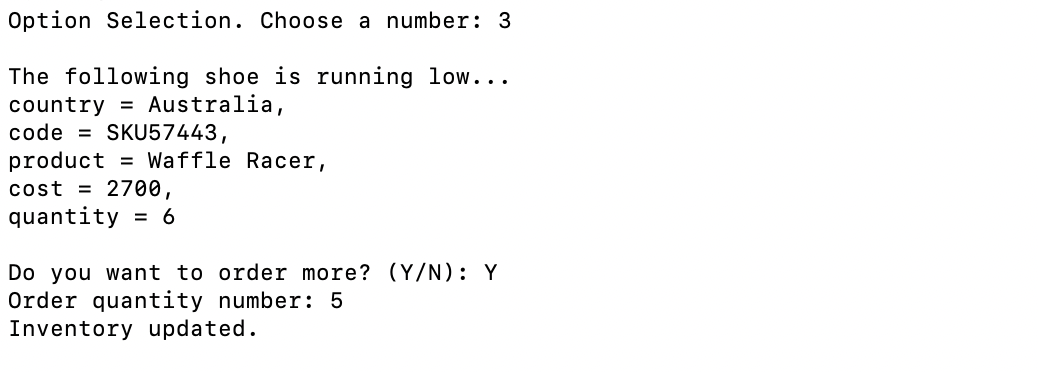 Option Selection. Choose a number: 3
The following shoe is running low...
country = Australia,
code = SKU57443,
product = Waffle Racer,
cost = 2700,
quantity = 6
Do you want to order more? (Y/N): Y
Order quantity number: 5
Inventory updated.